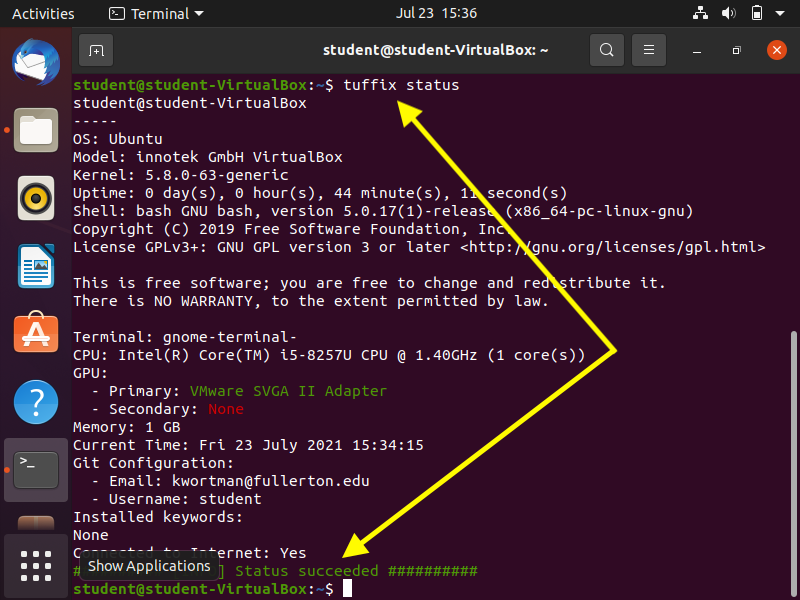 Activities Terminal Jul 23 15:36
student@student-VirtualBox: ~
student@student-VirtualBox:~$ tuffix status
student@student-VirtualBox
-----
OS: Ubuntu
Model: innotek GmbH VirtualBox
Kernel: 5.8.0-63-generic
Uptime: 0 day(s), 0 hour(s), 44 minute(s), 11 second(s)
Shell: bash GNU bash, version 5.0.17(1)-release (x86_64-pc-linux-gnu)
Copyright (C) 2019 Free Software Foundation, Inc.
License GPLv3+: GNU GPL version 3 or later <http://gnu.org/licenses/gpl.html>
This is free software; you are free to change and redistribute it.
There is NO WARRANTY, to the extent permitted by law.
Terminal: gnome-terminal-
CPU: Intel(R) Core(TM) i5-8257U CPU @ 1.40GHz (1 core(s))
GPU:
- Primary: VMware SVGA II Adapter
- Secondary: None
Memory: 1 GB
Current Time: Fri 23 July 2021 15:34:15
Git Configuration:
- Email: kwortman@fullerton.edu
- Username: student
Installed keywords:
None
Connected to Internet: Yes
Show Applications
] Status succeeded ##########
student@student-VirtualBox:~$